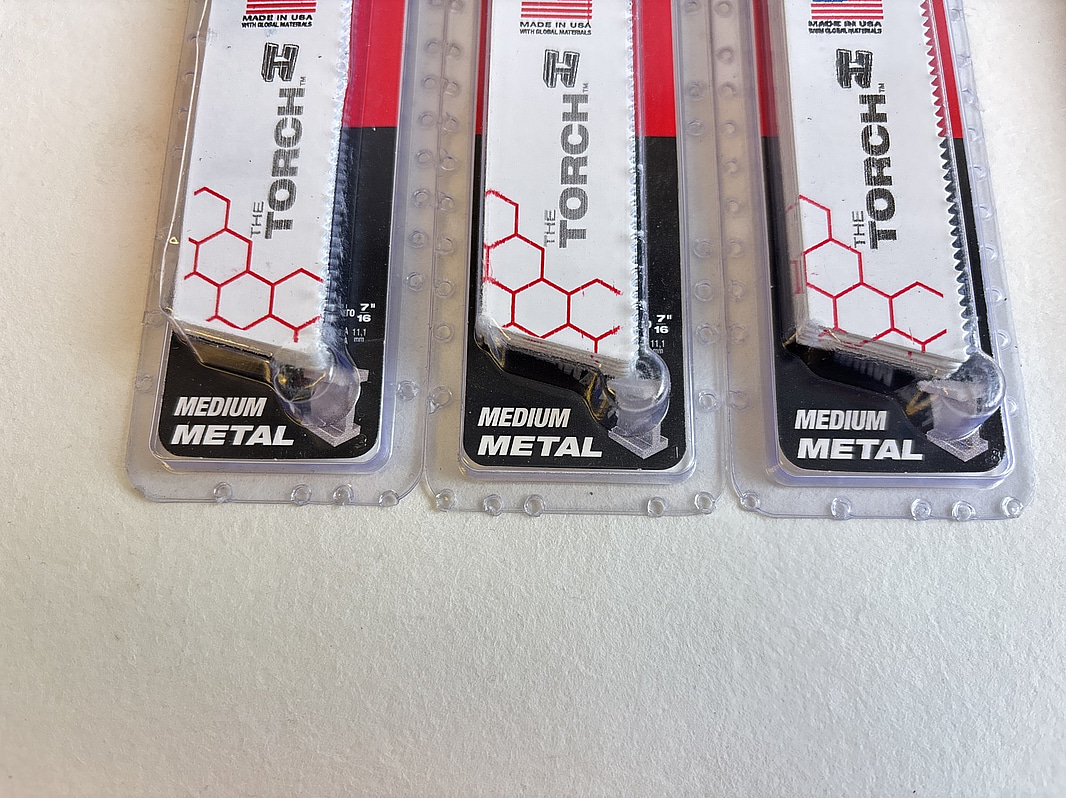 MADE IN USA
WITH GLOBAL MATERIALS
THE
TORCH™
7"
16
11,1
mm
MEDIUM
METAL
MADE IN USA
WITH GLOBAL MATERIALS
THE
TORCH™
7"
16
11,1
mm
MEDIUM
METAL
MADE IN USA
WITH GLOBAL MATERIALS
THE
TORCH™
MEDIUM
METAL